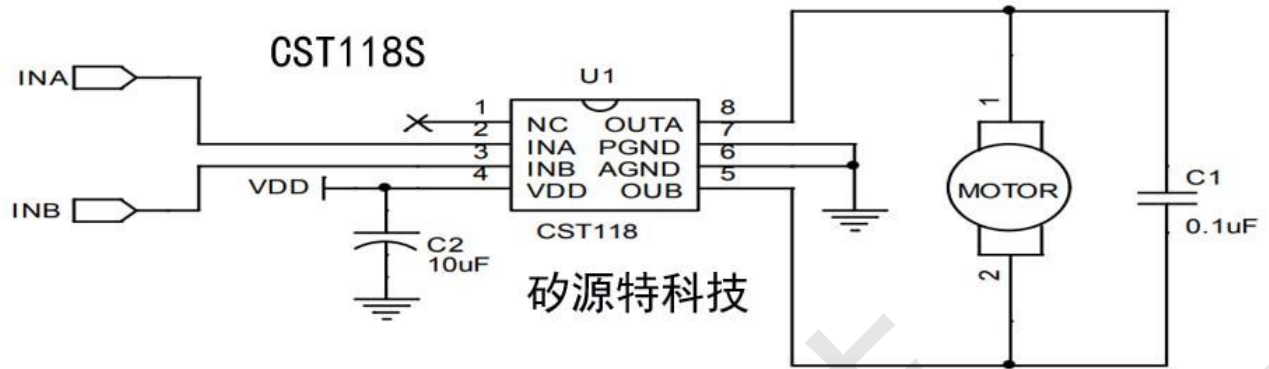 CST118S
U1
INA
1 8
2 7
3 6
4 5
NC OUTA
INA PGND
INB AGND
VDD OUB
VDD
INB
CST118
C2
10uF
矽源特科技
1
MOTOR
2
C1
0.1uF